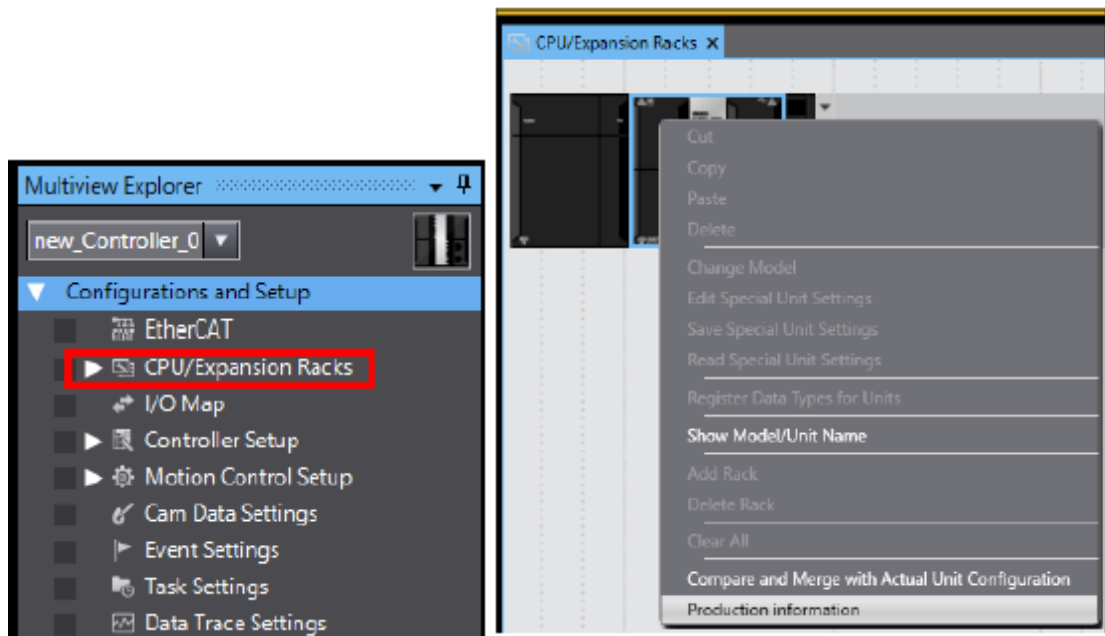 Multiview Explorer
new_Controller_0
Configurations and Setup
EtherCAT
CPU/Expansion Racks
I/O Map
Controller Setup
Motion Control Setup
Cam Data Settings
Event Settings
Task Settings
Data Trace Settings
CPU/Expansion Racks
Cut
Copy
Paste
Delete
Change Model
Edit Special Unit Settings
Save Special Unit Settings
Read Special Unit Settings
Register Data Types for Units
Show Model/Unit Name
Add Rack
Delete Rack
Clear All
Compare and Merge with Actual Unit Configuration
Production information